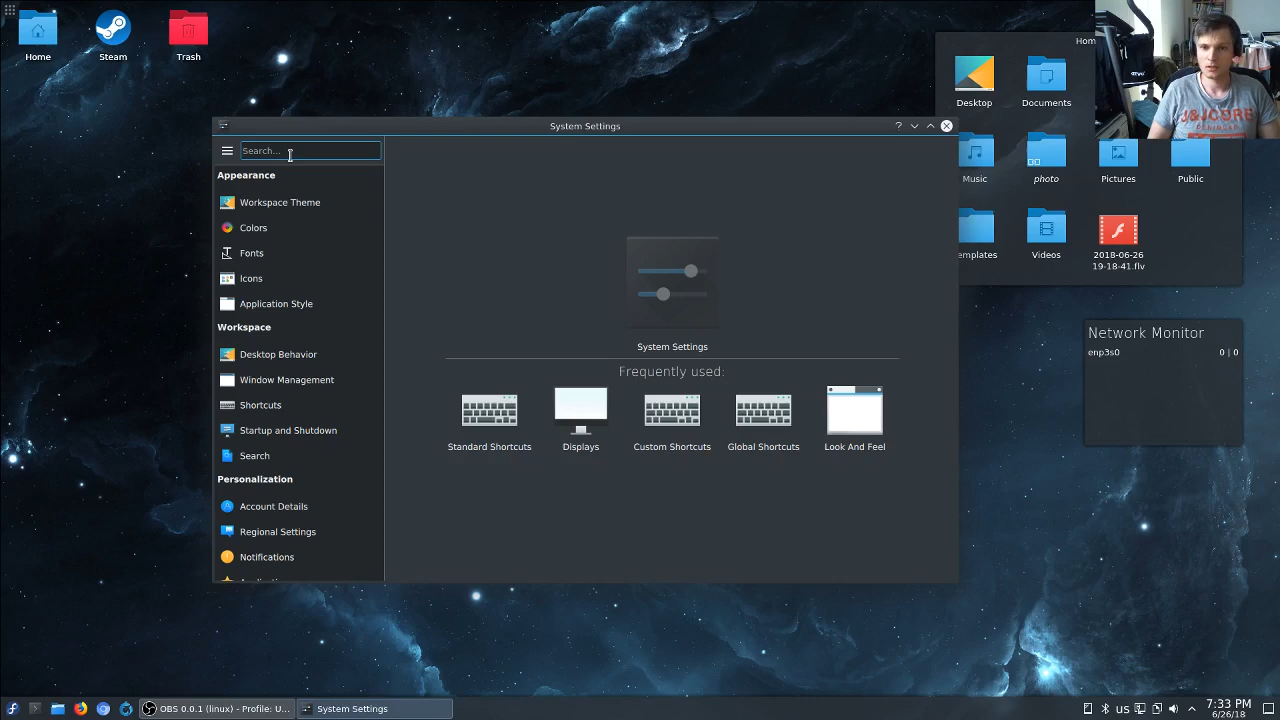 Home
Steam
Trash
Hom
Desktop
Documents
Music
photo
Pictures
Public
emplates
Videos
2018-06-26
19-18-41.flv
System Settings
Search...
Appearance
Workspace Theme
Colors
Fonts
Icons
Application Style
Workspace
Desktop Behavior
Window Management
Shortcuts
Startup and Shutdown
Search
Personalization
Account Details
Regional Settings
Notifications
System Settings
Frequently used:
Standard Shortcuts
Displays
Custom Shortcuts
Global Shortcuts
Look And Feel
Network Monitor
enp3s0 0 | 0
J&JCORE
OBS 0.0.1 (linux) - Profile: U...
System Settings
us
7:33 PM
6/26/18